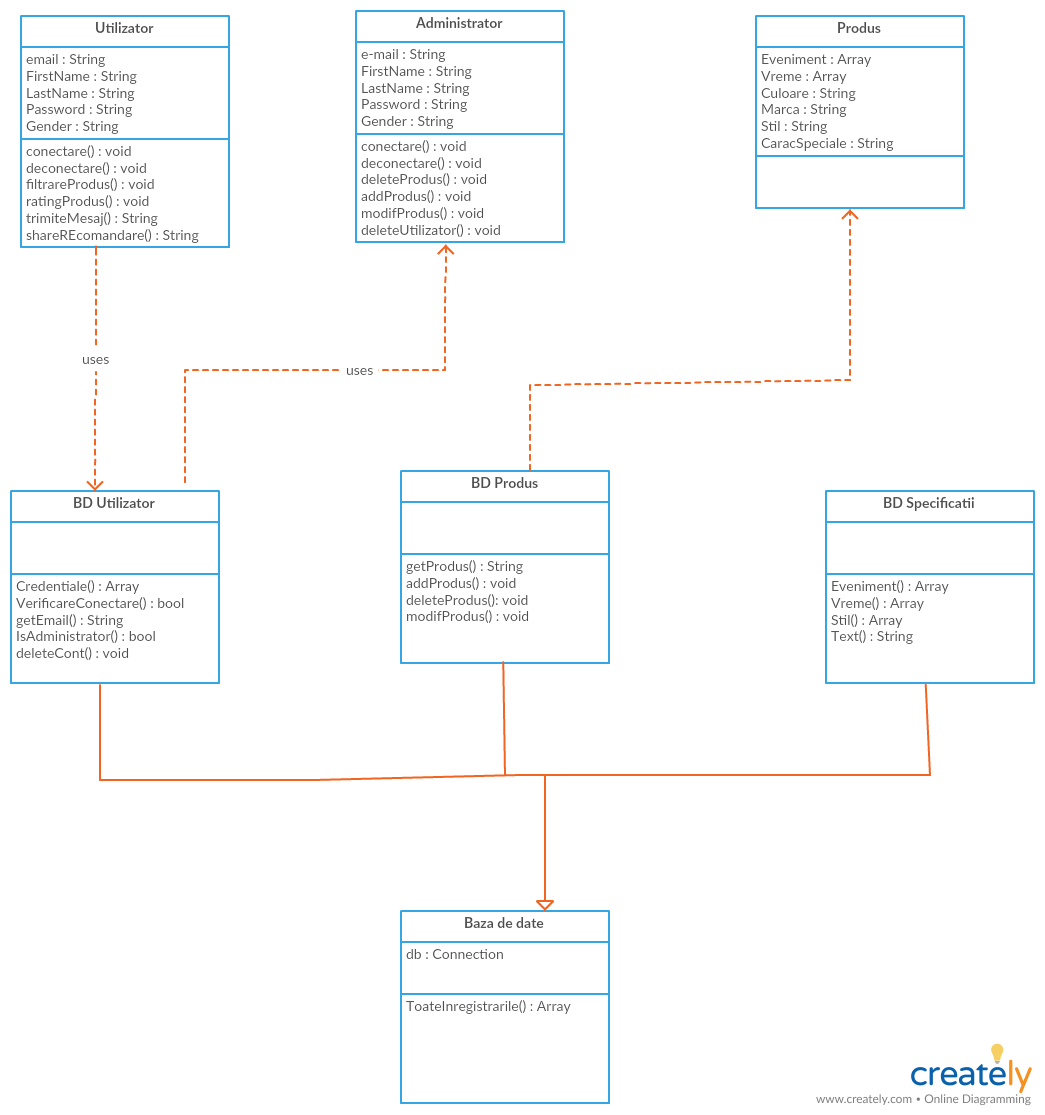 Utilizator
email : String
FirstName : String
LastName : String
Password : String
Gender : String
conectare() : void
deconectare() : void
filtrareProdus() : void
ratingProdus() : void
trimiteMesaj() : String
shareREcomandare() : String
Administrator
e-mail : String
FirstName : String
LastName : String
Password : String
Gender : String
conectare() : void
deconectare() : void
deleteProdus() : void
addProdus() : void
modifProdus() : void
deleteUtilizator() : void
Produs
Eveniment : Array
Vreme : Array
Culoare : String
Marca : String
Stil : String
CaracSpeciale : String
uses
uses
BD Utilizator
Credentiale() : Array
VerificareConectare() : bool
getEmail() : String
IsAdministrator() : bool
deleteCont() : void
BD Produs
getProdus() : String
addProdus() : void
deleteProdus(): void
modifProdus() : void
BD Specificatii
Eveniment() : Array
Vreme() : Array
Stil() : Array
Text() : String
Baza de date
db : Connection
ToateInregistrarile() : Array
creately
www.creately.com • Online Diagramming